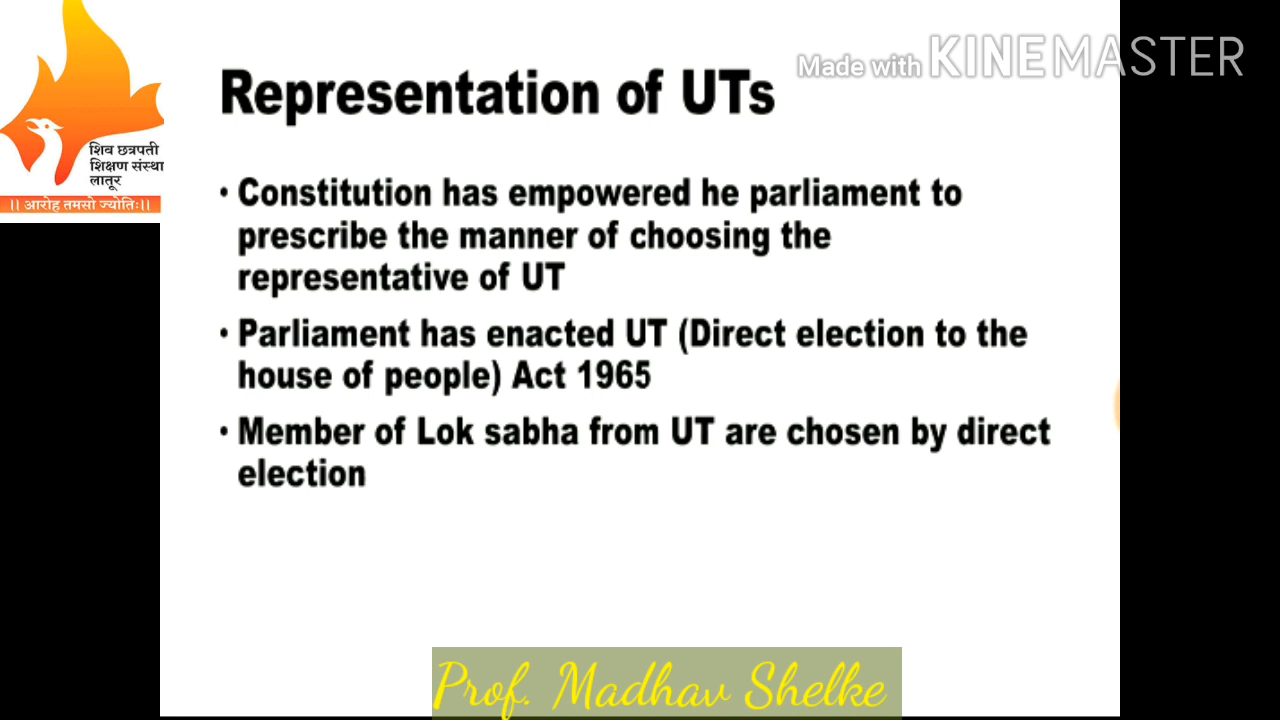 Made with KINEMASTER
Representation of UTs
शिव छत्रपती
शिक्षण संस्था
लातूर
।। आरोह तमसो ज्योतिः।।
• Constitution has empowered he parliament to
prescribe the manner of choosing the
representative of UT
• Parliament has enacted UT (Direct election to the
house of people) Act 1965
• Member of Lok sabha from UT are chosen by direct
election
Prof. Madhav Shelke